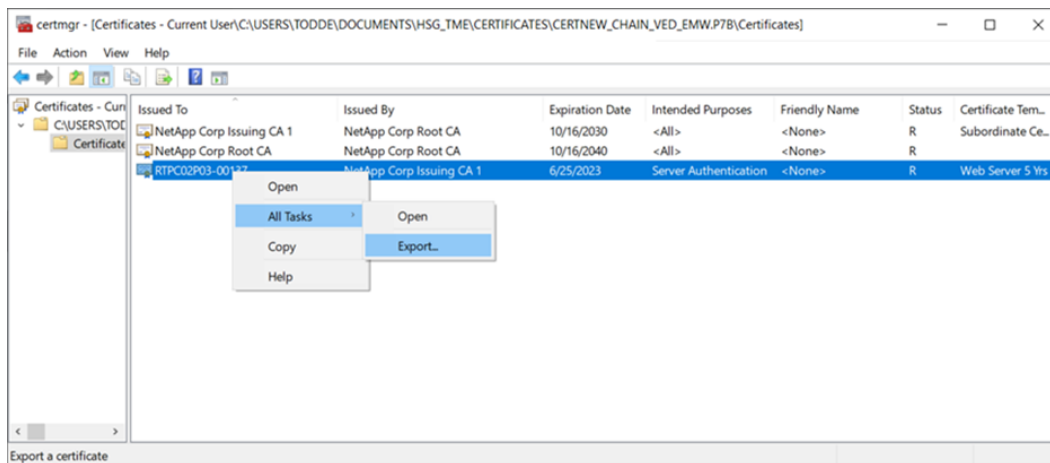 certmgr - [Certificates - Current User\C:\USERS\TODDE\DOCUMENTS\HSG_TME\CERTIFICATES\CERTNEW_CHAIN_VED_EMW.P7B\Certificates]
File Action View Help
Certificates - Curr
C:\USERS\TOD
Certificate
Issued To Issued By Expiration Date Intended Purposes Friendly Name Status Certificate Tem...
NetApp Corp Issuing CA 1 NetApp Corp Root CA 10/16/2030 <All> <None> R Subordinate Ce...
NetApp Corp Root CA NetApp Corp Root CA 10/16/2040 <All> <None> R
RTPC02P03-00137 NetApp Corp Issuing CA 1 6/25/2023 Server Authentication <None> R Web Server 5 Yrs
Open
All Tasks
Copy
Help
Open
Export...
Export a certificate